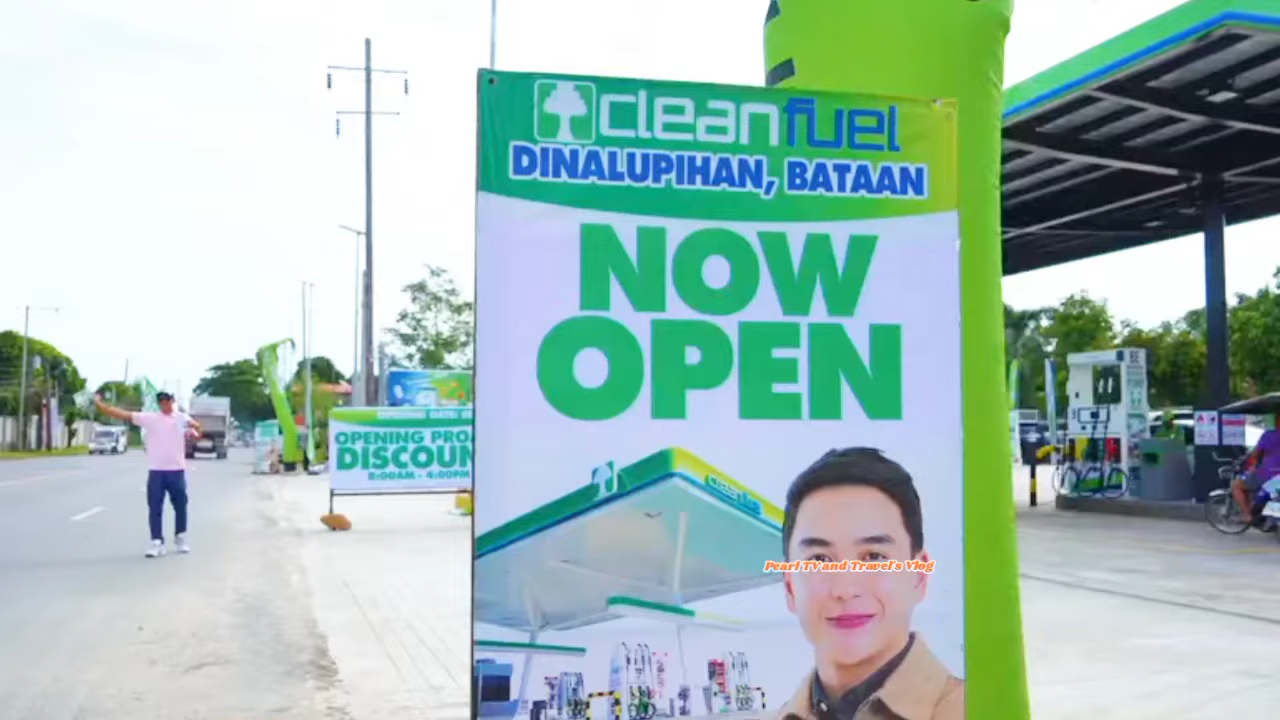 cleanfuel
DINALUPIHAN, BATAAN
NOW
OPEN
OPENING PRO
DISCOUN
8:00AM - 4:00PM
Pearl TV and Travel's Vlog